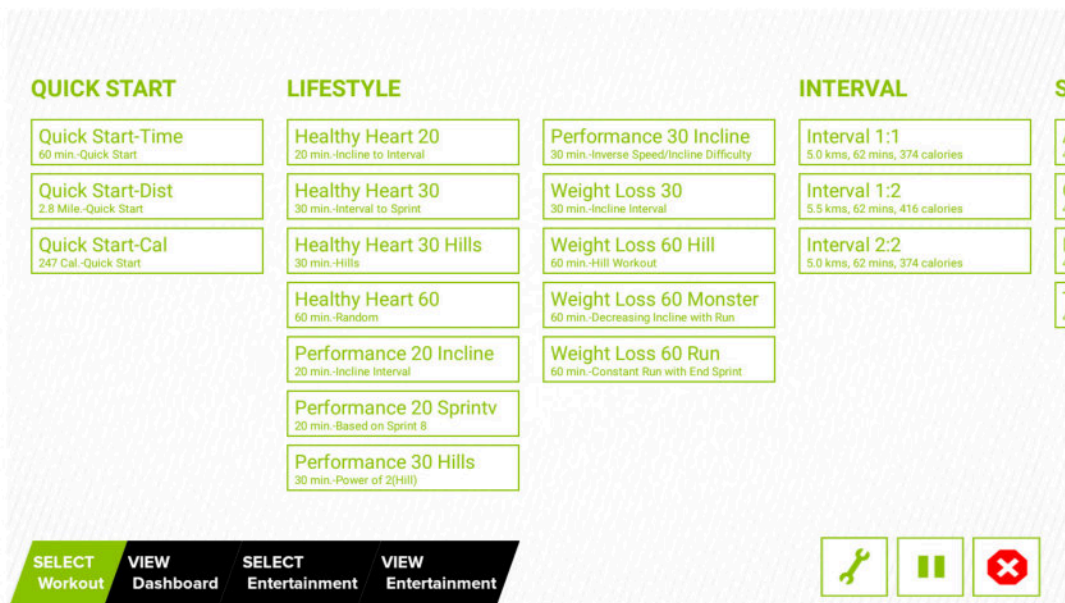 QUICK START
Quick Start-Time
60 min.-Quick Start
Quick Start-Dist
2.8 Mile.-Quick Start
Quick Start-Cal
247 Cal.-Quick Start
LIFESTYLE
Healthy Heart 20
20 min.-Incline to Interval
Healthy Heart 30
30 min.-Interval to Sprint
Healthy Heart 30 Hills
30 min.-Hills
Healthy Heart 60
60 min.-Random
Performance 20 Incline
20 min.-Incline Interval
Performance 20 Sprintv
20 min.-Based on Sprint 8
Performance 30 Hills
30 min.-Power of 2(Hill)
Performance 30 Incline
30 min.-Inverse Speed/Incline Difficulty
Weight Loss 30
30 min.-Incline Interval
Weight Loss 60 Hill
60 min.-Hill Workout
Weight Loss 60 Monster
60 min.-Decreasing Incline with Run
Weight Loss 60 Run
60 min.-Constant Run with End Sprint
INTERVAL
Interval 1:1
5.0 kms, 62 mins, 374 calories
Interval 1:2
5.5 kms, 62 mins, 416 calories
Interval 2:2
5.0 kms, 62 mins, 374 calories
SELECT
Workout
VIEW
Dashboard
SELECT
Entertainment
VIEW
Entertainment